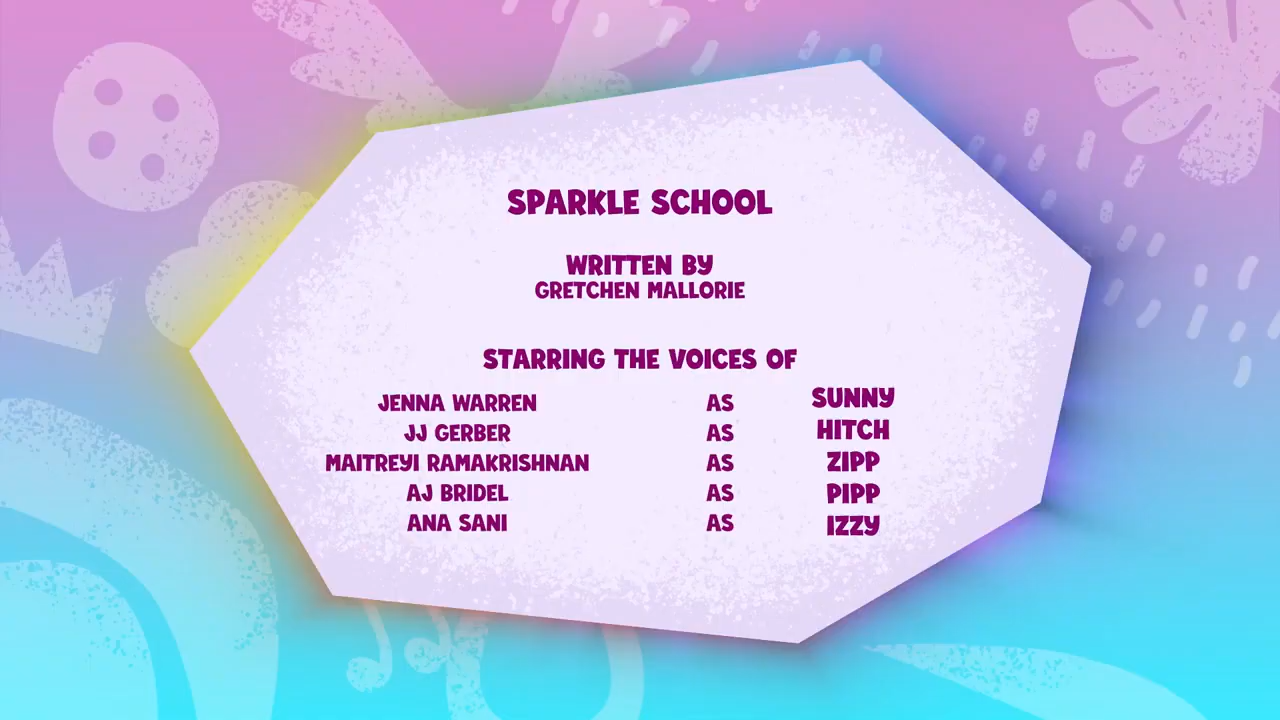 SPARKLE SCHOOL
WRITTEN BY
GRETCHEN MALLORIE
STARRING THE VOICES OF
JENNA WARREN AS SUNNY
JJ GERBER AS HITCH
MAITREYI RAMAKRISHNAN AS ZIPP
AJ BRIDEL AS PIPP
ANA SANI AS IZZY